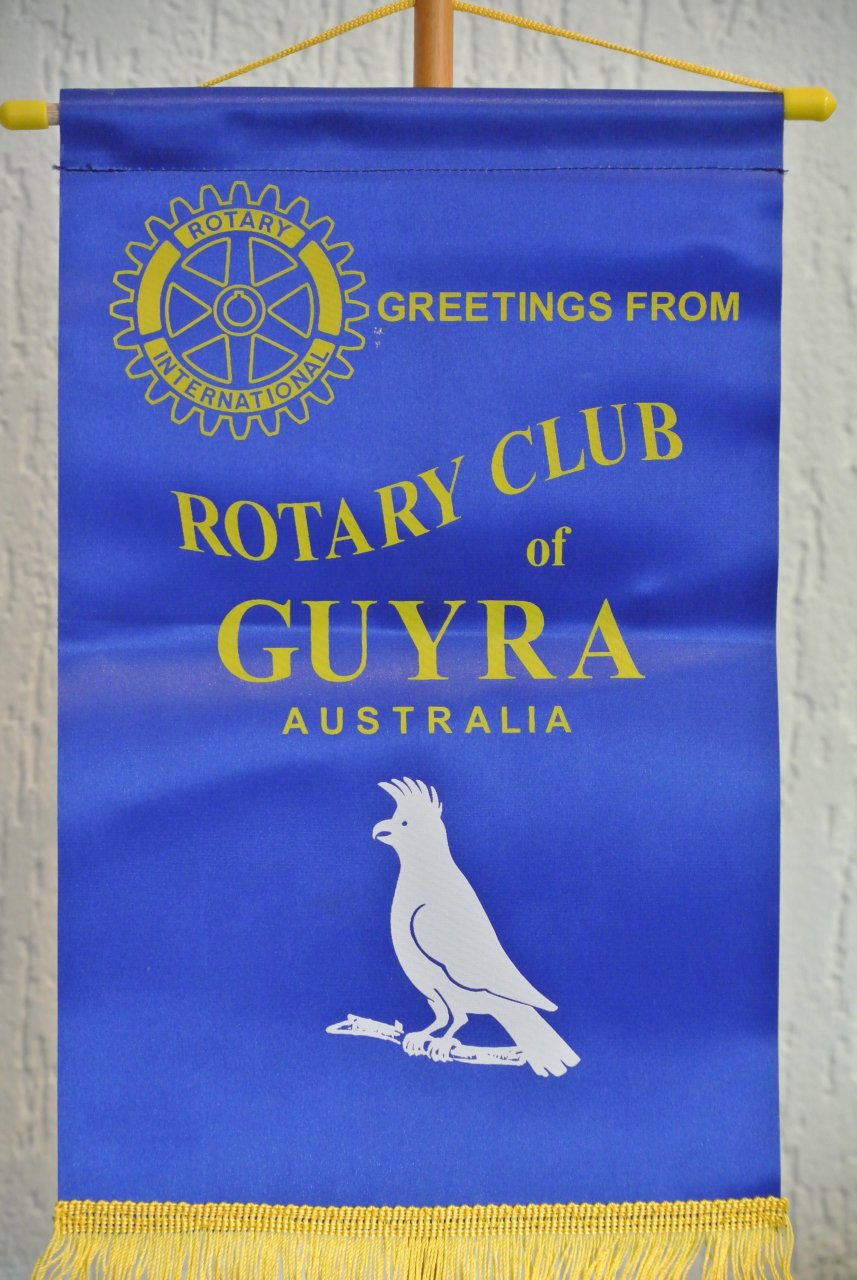 ROTARY
INTERNATIONAL
GREETINGS FROM
ROTARY CLUB
of
GUYRA
AUSTRALIA